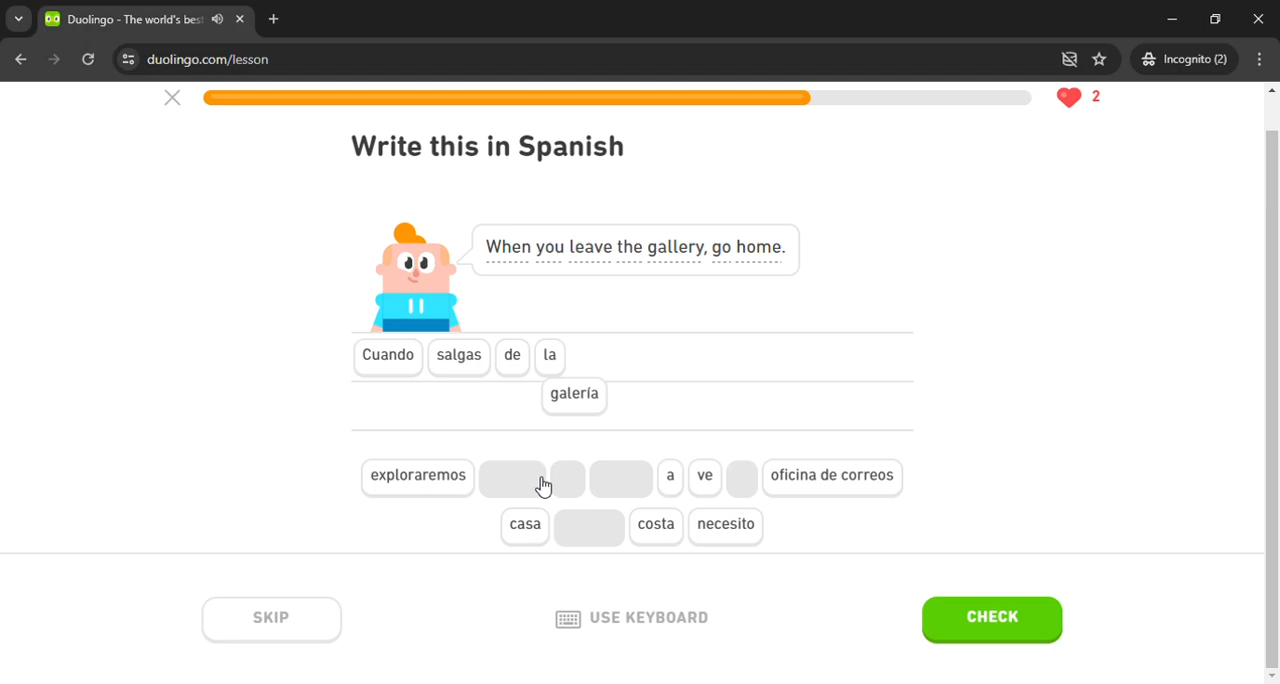 Duolingo - The world's bes
duolingo.com/lesson
Incognito (2)
2
Write this in Spanish
When you leave the gallery, go home.
Cuando salgas de la
galería
exploraremos a ve oficina de correos
casa costa necesito
SKIP USE KEYBOARD CHECK